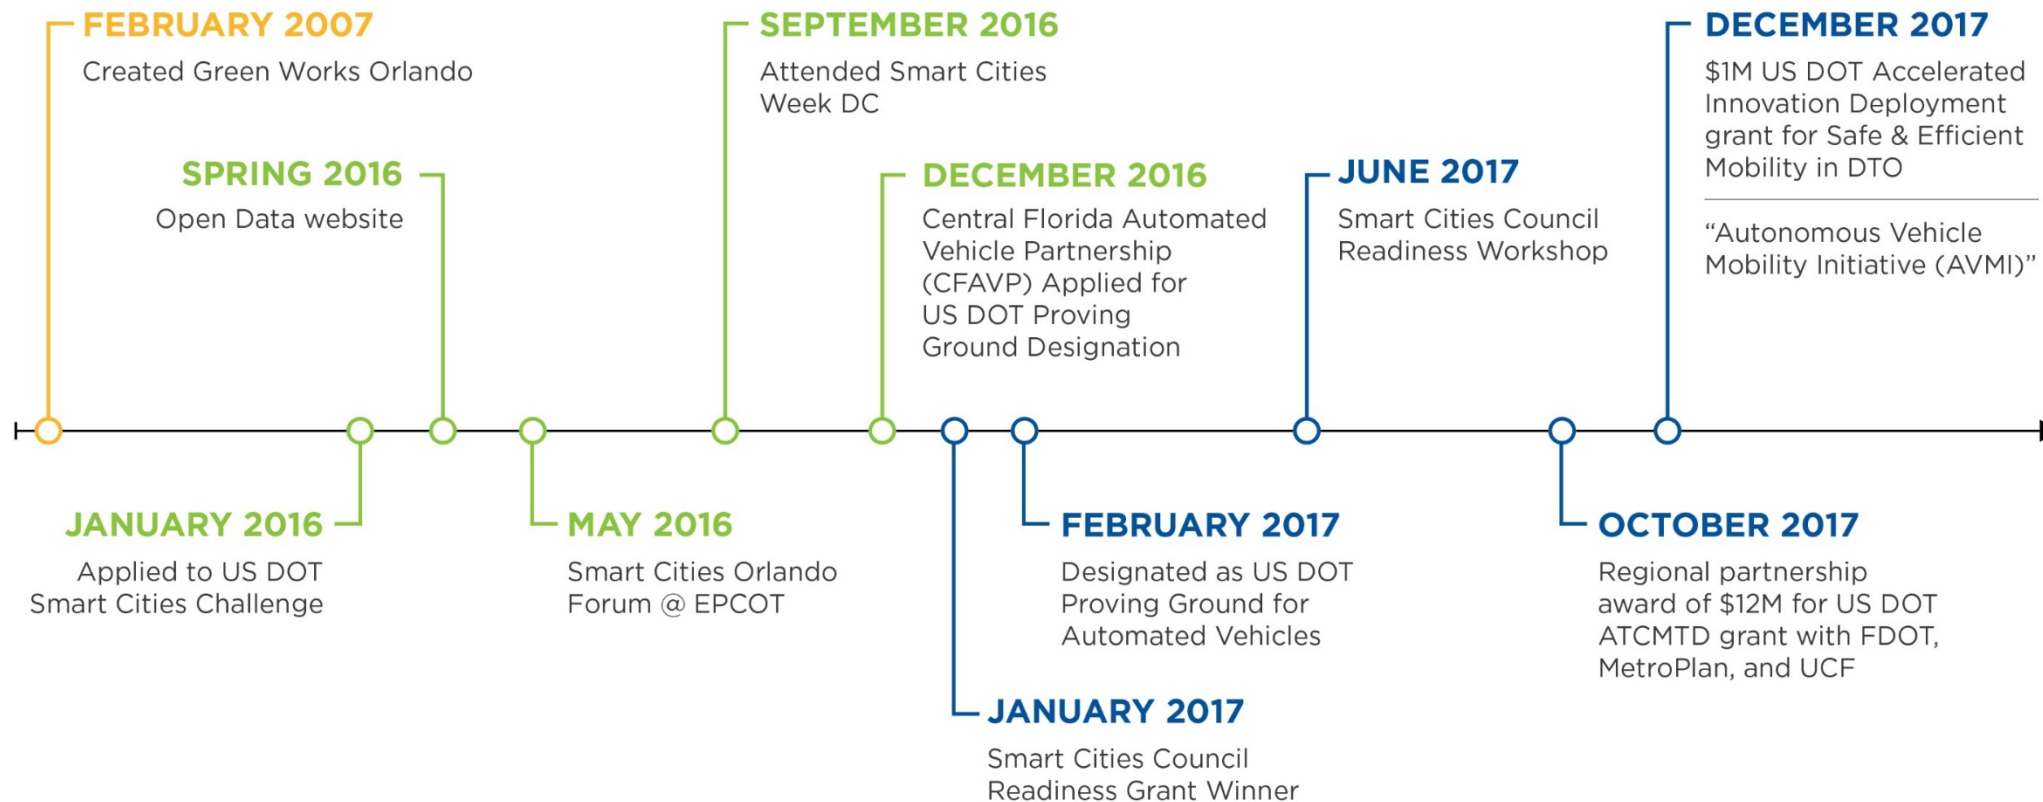 FEBRUARY 2007
Created Green Works Orlando
JANUARY 2016
Applied to US DOT
Smart Cities Challenge
SPRING 2016
Open Data website
MAY 2016
Smart Cities Orlando
Forum @ EPCOT
SEPTEMBER 2016
Attended Smart Cities
Week DC
DECEMBER 2016
Central Florida Automated
Vehicle Partnership
(CFAVP) Applied for
US DOT Proving
Ground Designation
JANUARY 2017
Smart Cities Council
Readiness Grant Winner
FEBRUARY 2017
Designated as US DOT
Proving Ground for
Automated Vehicles
JUNE 2017
Smart Cities Council
Readiness Workshop
OCTOBER 2017
Regional partnership
award of $12M for US DOT
ATCMTD grant with FDOT,
MetroPlan, and UCF
DECEMBER 2017
$1M US DOT Accelerated
Innovation Deployment
grant for Safe & Efficient
Mobility in DTO
“Autonomous Vehicle
Mobility Initiative (AVMI)”